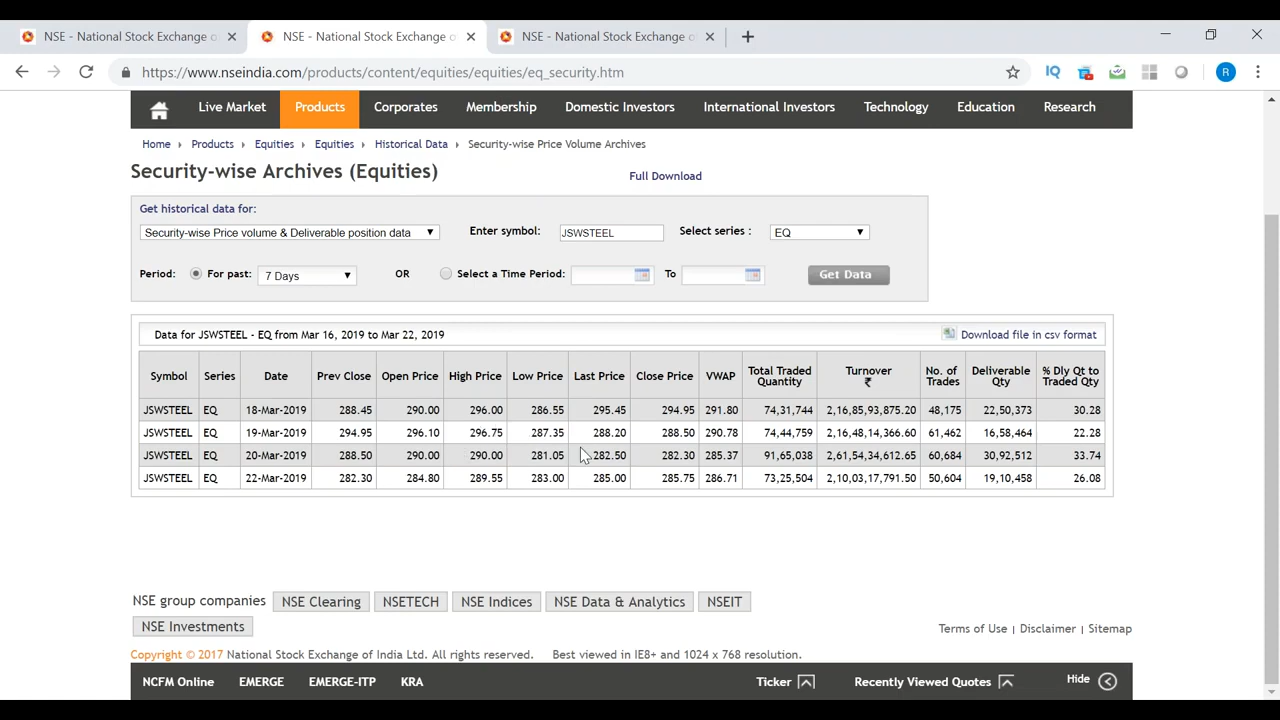 NSE - National Stock Exchange o
NSE - National Stock Exchange o
NSE - National Stock Exchange o
https://www.nseindia.com/products/content/equities/equities/eq_security.htm
IQ
R
Live Market Products Corporates Membership Domestic Investors International Investors Technology Education Research
Home Products Equities Equities Historical Data Security-wise Price Volume Archives
Security-wise Archives (Equities) Full Download
Get historical data for:
Security-wise Price volume & Deliverable position data Enter symbol: JSWSTEEL Select series : EQ
Period: For past: 7 Days OR Select a Time Period: To Get Data
Data for JSWSTEEL - EQ from Mar 16, 2019 to Mar 22, 2019 Download file in csv format
Symbol Series Date Prev Close Open Price High Price Low Price Last Price Close Price VWAP Total Traded Quantity Turnover ₹ No. of Trades Deliverable Qty % Dly Qt to Traded Qty
JSWSTEEL EQ 18-Mar-2019 288.45 290.00 296.00 286.55 295.45 294.95 291.80 74,31,744 2,16,85,93,875.20 48,175 22,50,373 30.28
JSWSTEEL EQ 19-Mar-2019 294.95 296.10 296.75 287.35 288.20 288.50 290.78 74,44,759 2,16,48,14,366.60 61,462 16,58,464 22.28
JSWSTEEL EQ 20-Mar-2019 288.50 290.00 290.00 281.05 282.50 282.30 285.37 91,65,038 2,61,54,34,612.65 60,684 30,92,512 33.74
JSWSTEEL EQ 22-Mar-2019 282.30 284.80 289.55 283.00 285.00 285.75 286.71 73,25,504 2,10,03,17,791.50 50,604 19,10,458 26.08
NSE group companies NSE Clearing NSETECH NSE Indices NSE Data & Analytics NSEIT
NSE Investments
Terms of Use | Disclaimer | Sitemap
Copyright © 2017 National Stock Exchange of India Ltd. All rights reserved. Best viewed in IE8+ and 1024 x 768 resolution.
NCFM Online EMERGE EMERGE-ITP KRA Ticker Recently Viewed Quotes Hide